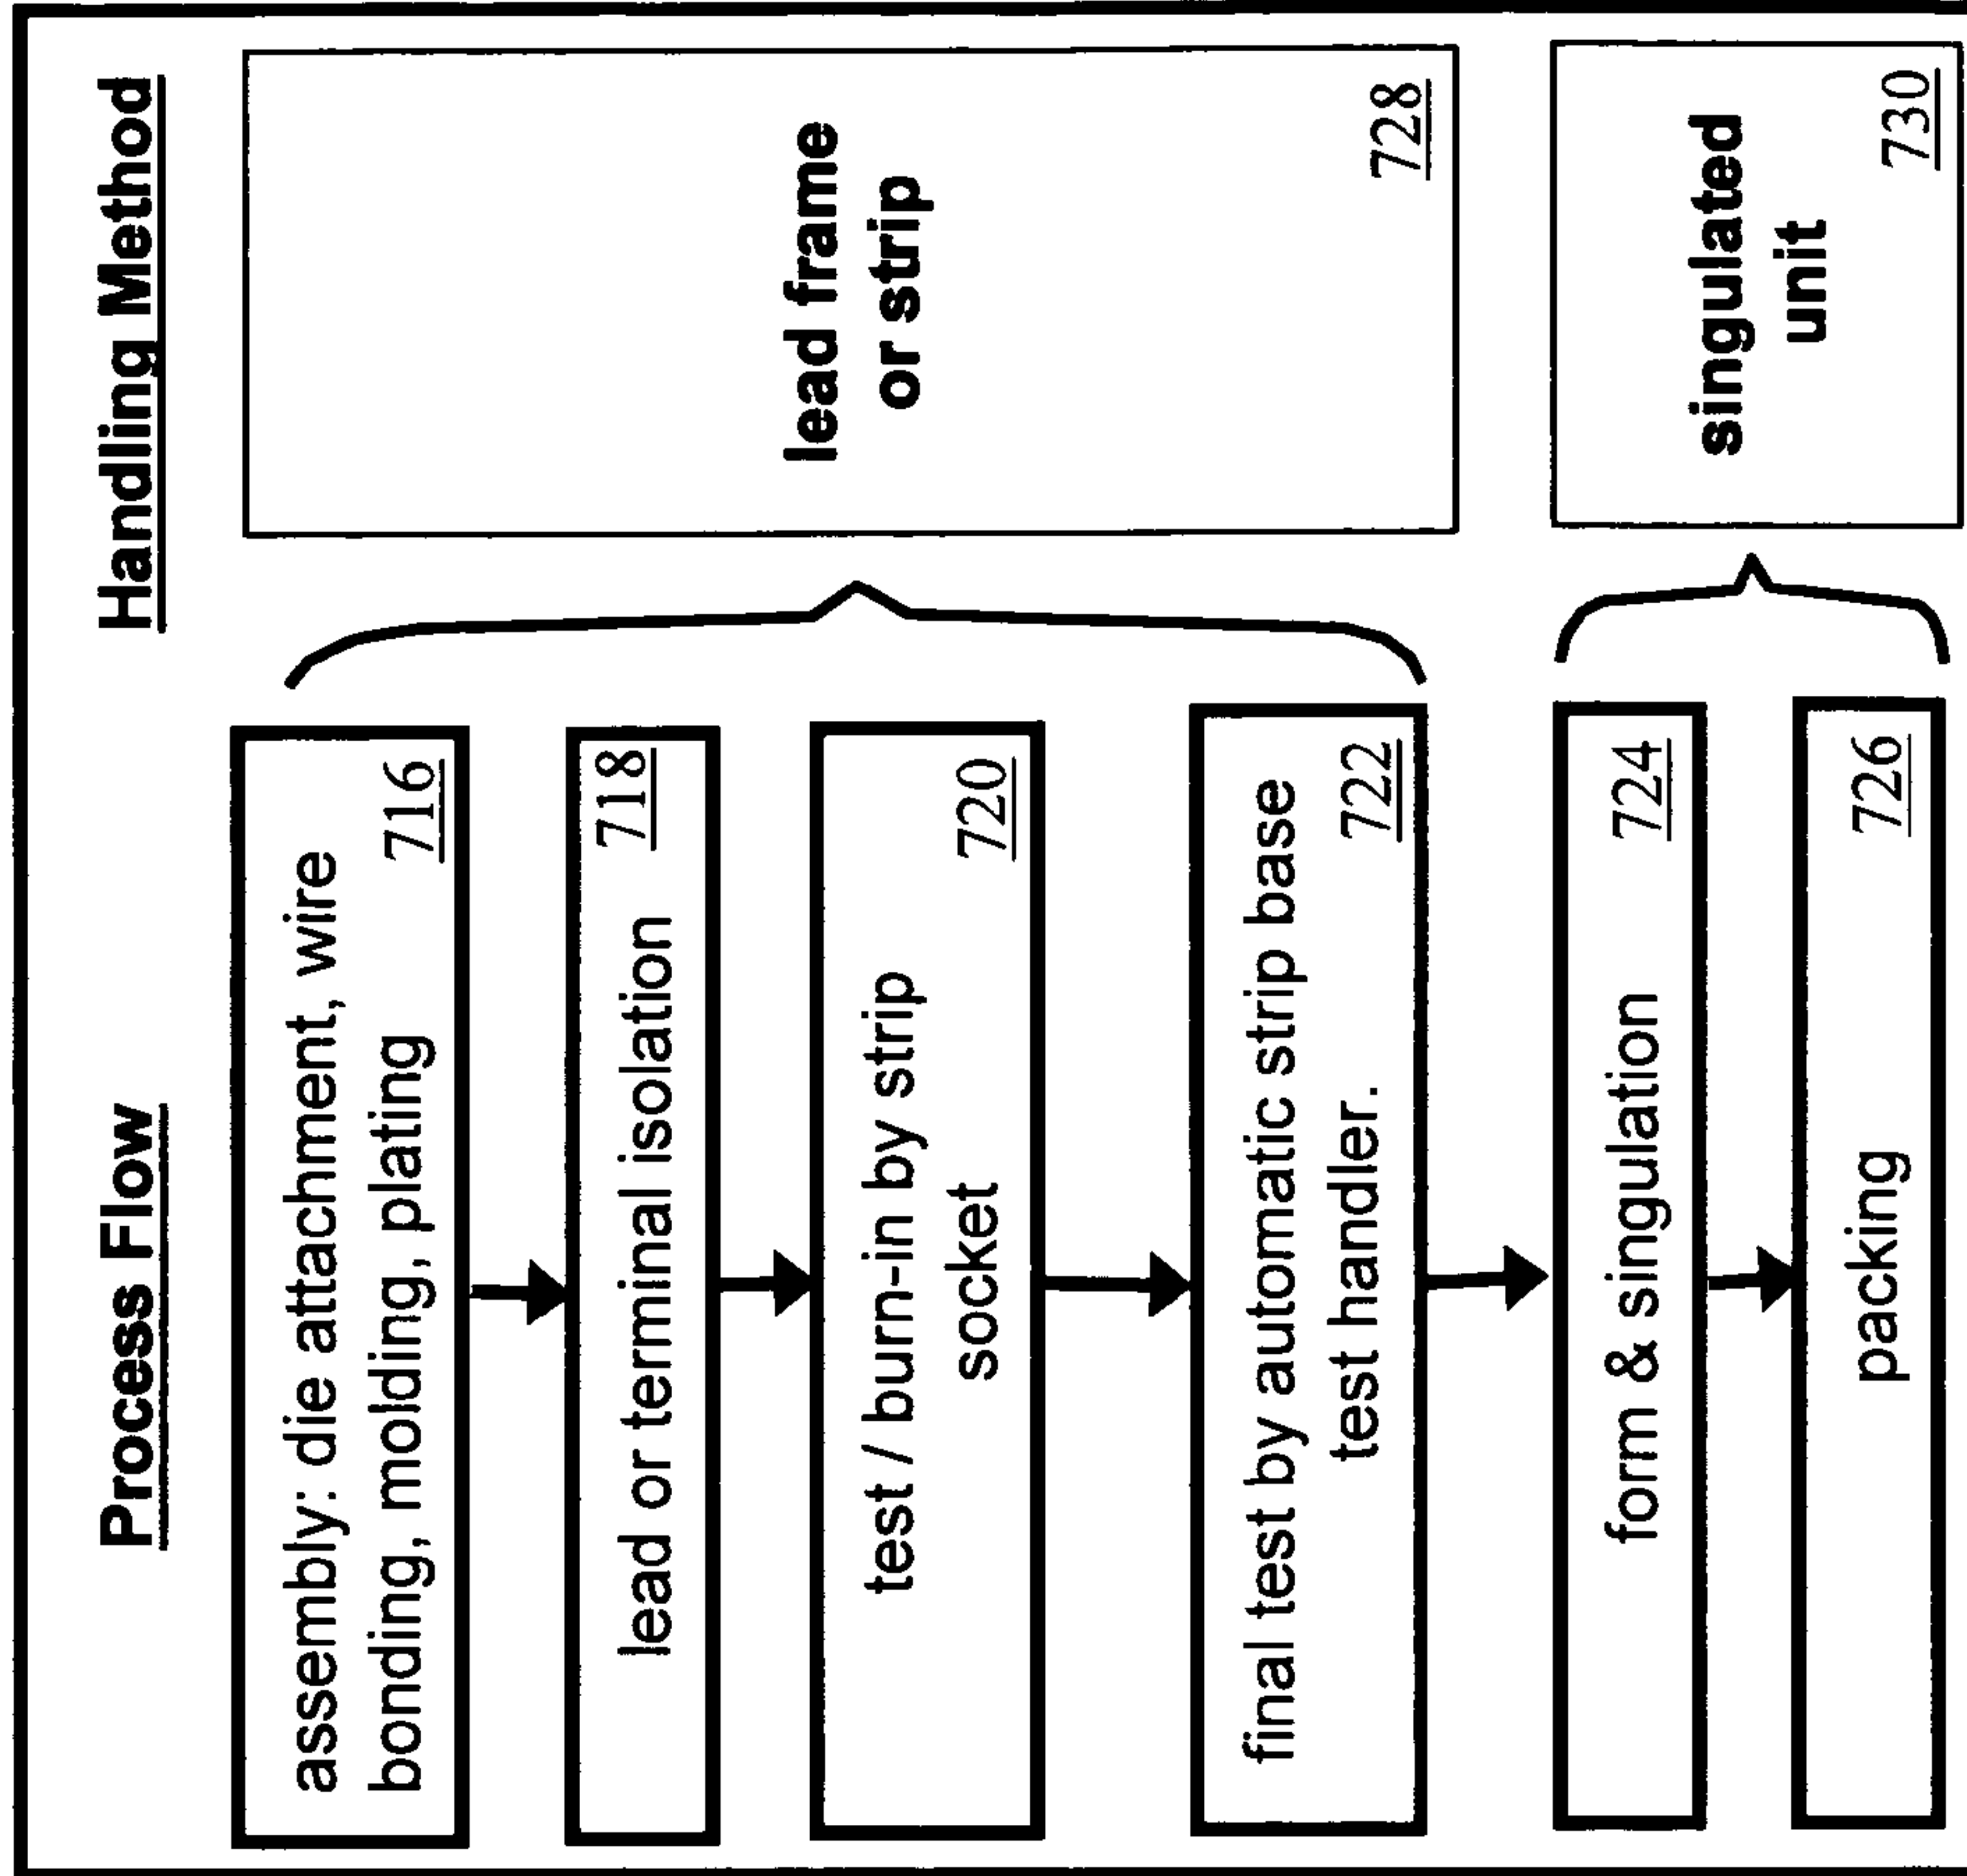 Process Flow
Handling Method
assembly: die attachment, wire
bonding, molding, plating
716
lead or terminal isolation
718
test / burn-in by strip
socket
720
final test by automatic strip base
test handler.
722
form & singulation
724
packing
726
lead frame
or strip
728
singulated
unit
730